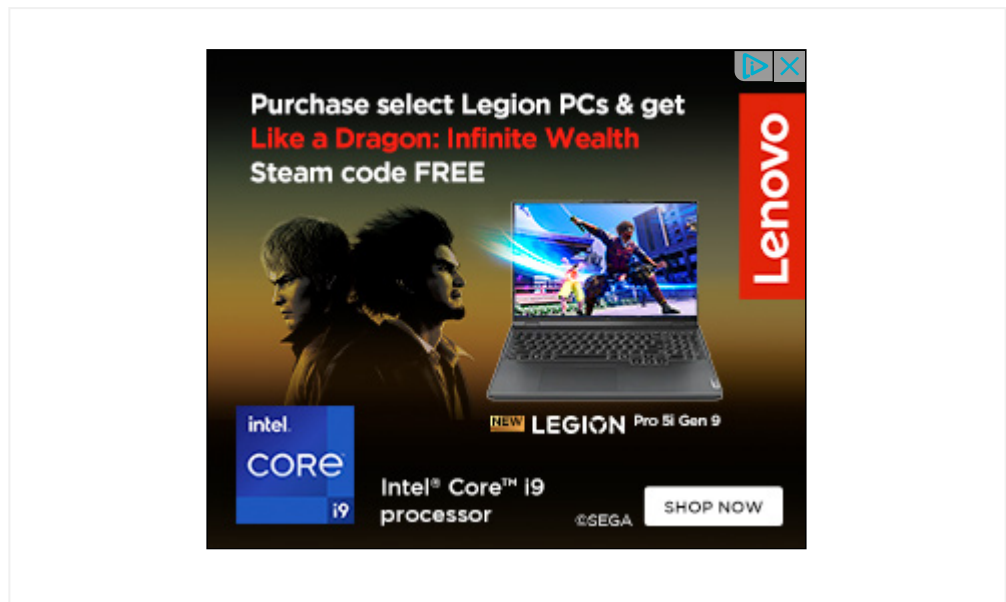 Purchase select Legion PCs & get
Like a Dragon: Infinite Wealth
Steam code FREE
Lenovo
NEW LEGION Pro 5i Gen 9
intel.
CORE
i9
Intel® Core™ i9
processor
©SEGA
SHOP NOW